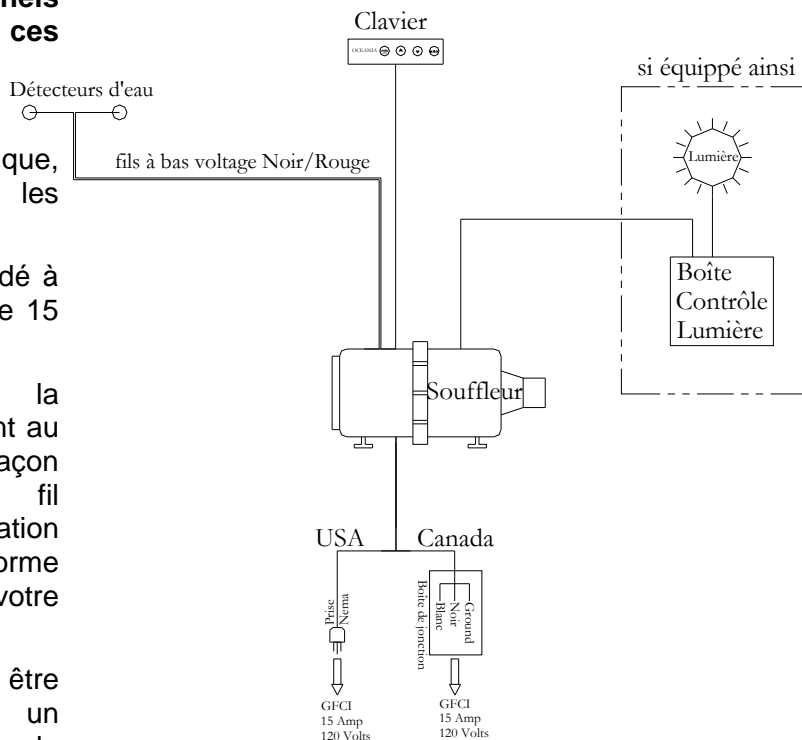 ces
que,
les
dé à
e 15
la
nt au
açon
fil
ation
orme
votre
être
un
Clavier
OCEANIA
Détecteurs d'eau
fils à bas voltage Noir/Rouge
si équippé ainsi
Lumière
Boîte
Contrôle
Lumière
Souffleur
USA
Canada
Prise
Nema
Boîte de jonction
Blanc
Noir
Ground
GFCI
15 Amp
120 Volts
GFCI
15 Amp
120 Volts